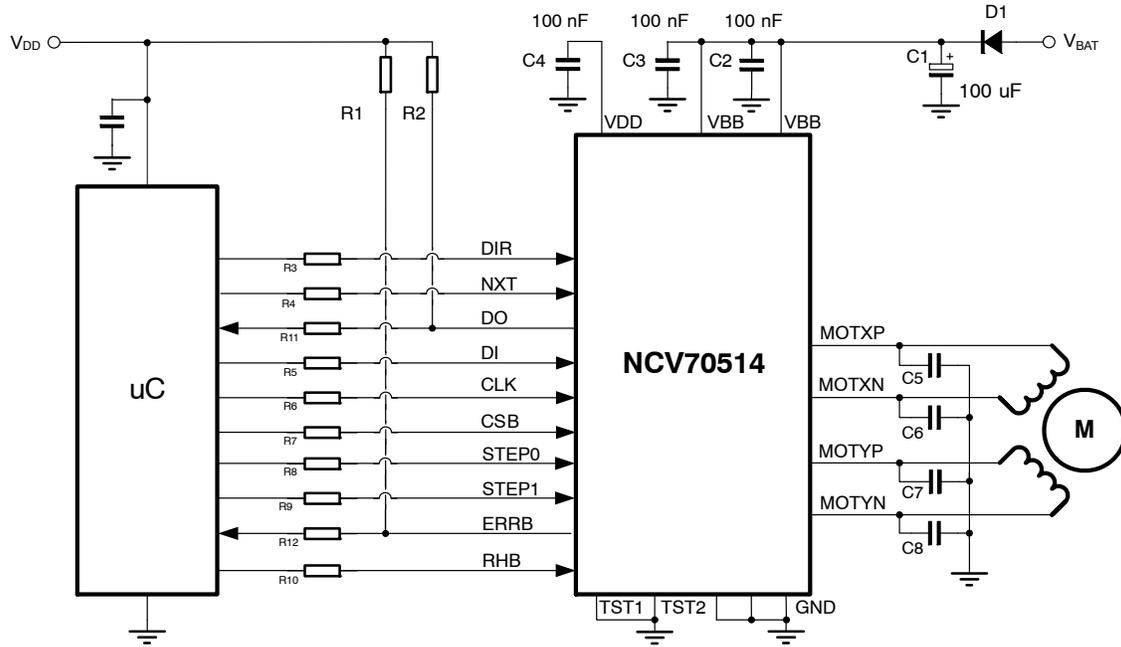 100 nF 100 nF 100 nF D1
VDD VBAT
C4 C3 C2 C1 +
100 uF
R1 R2
VDD VBB VBB
DIR
R3
NXT
R4
DO
R11
DI
R5
CLK
R6
CSB
R7
STEP0
R8
STEP1
R9
ERRB
R12
RHB
R10
uC
NCV70514
MOTXP
C5
MOTXN
C6
M
MOTYP
C7
MOTYN
C8
TST1 TST2 GND